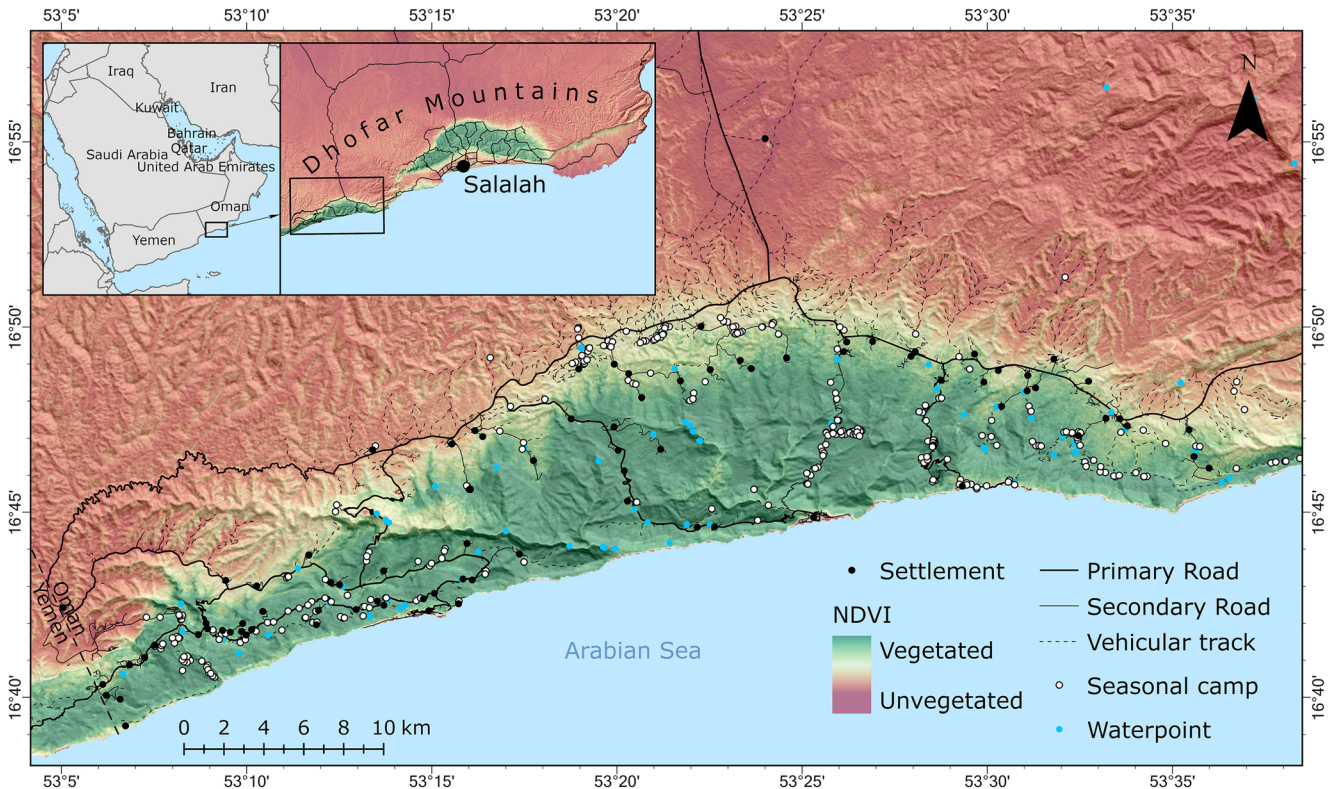 53°5' 53°10' 53°15' 53°20' 53°25' 53°30' 53°35'
16°55'
16°50'
16°45'
16°40'
Iraq
Iran
Kuwait
Bahrain
Qatar
Saudi Arabia
United Arab Emirates
Oman
Yemen
Dhofar Mountains
Salalah
N
16°55'
16°50'
16°45'
16°40'
Oman
Yemen
Arabian Sea
0 2 4 6 8 10 km
Settlement
NDVI
Vegetated
Unvegetated
Primary Road
Secondary Road
Vehicular track
Seasonal camp
Waterpoint
53°5' 53°10' 53°15' 53°20' 53°25' 53°30' 53°35'